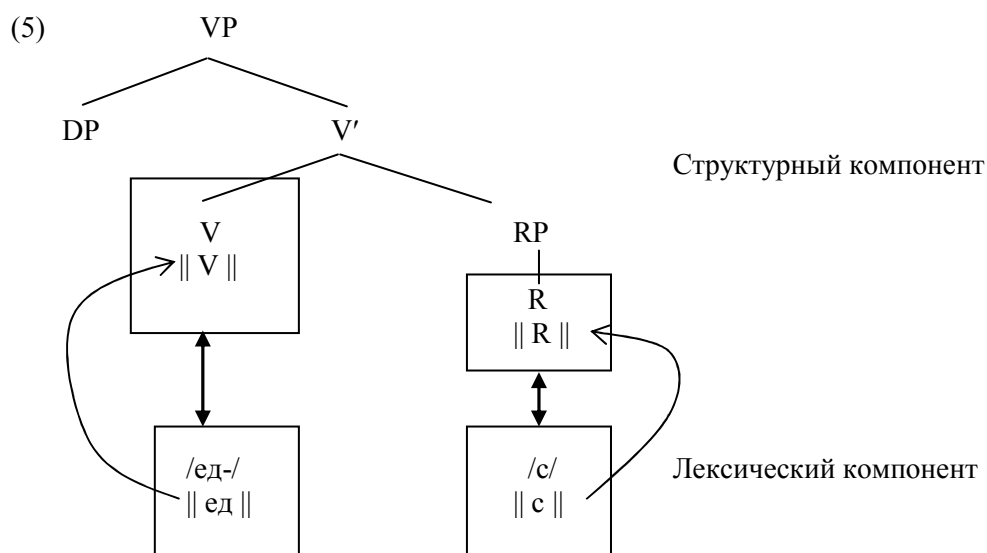 (5) VP
DP V′
Структурный компонент
V RP
|| V ||
R
|| R ||
/ед-/ /с/ Лексический компонент
|| ед || || с ||